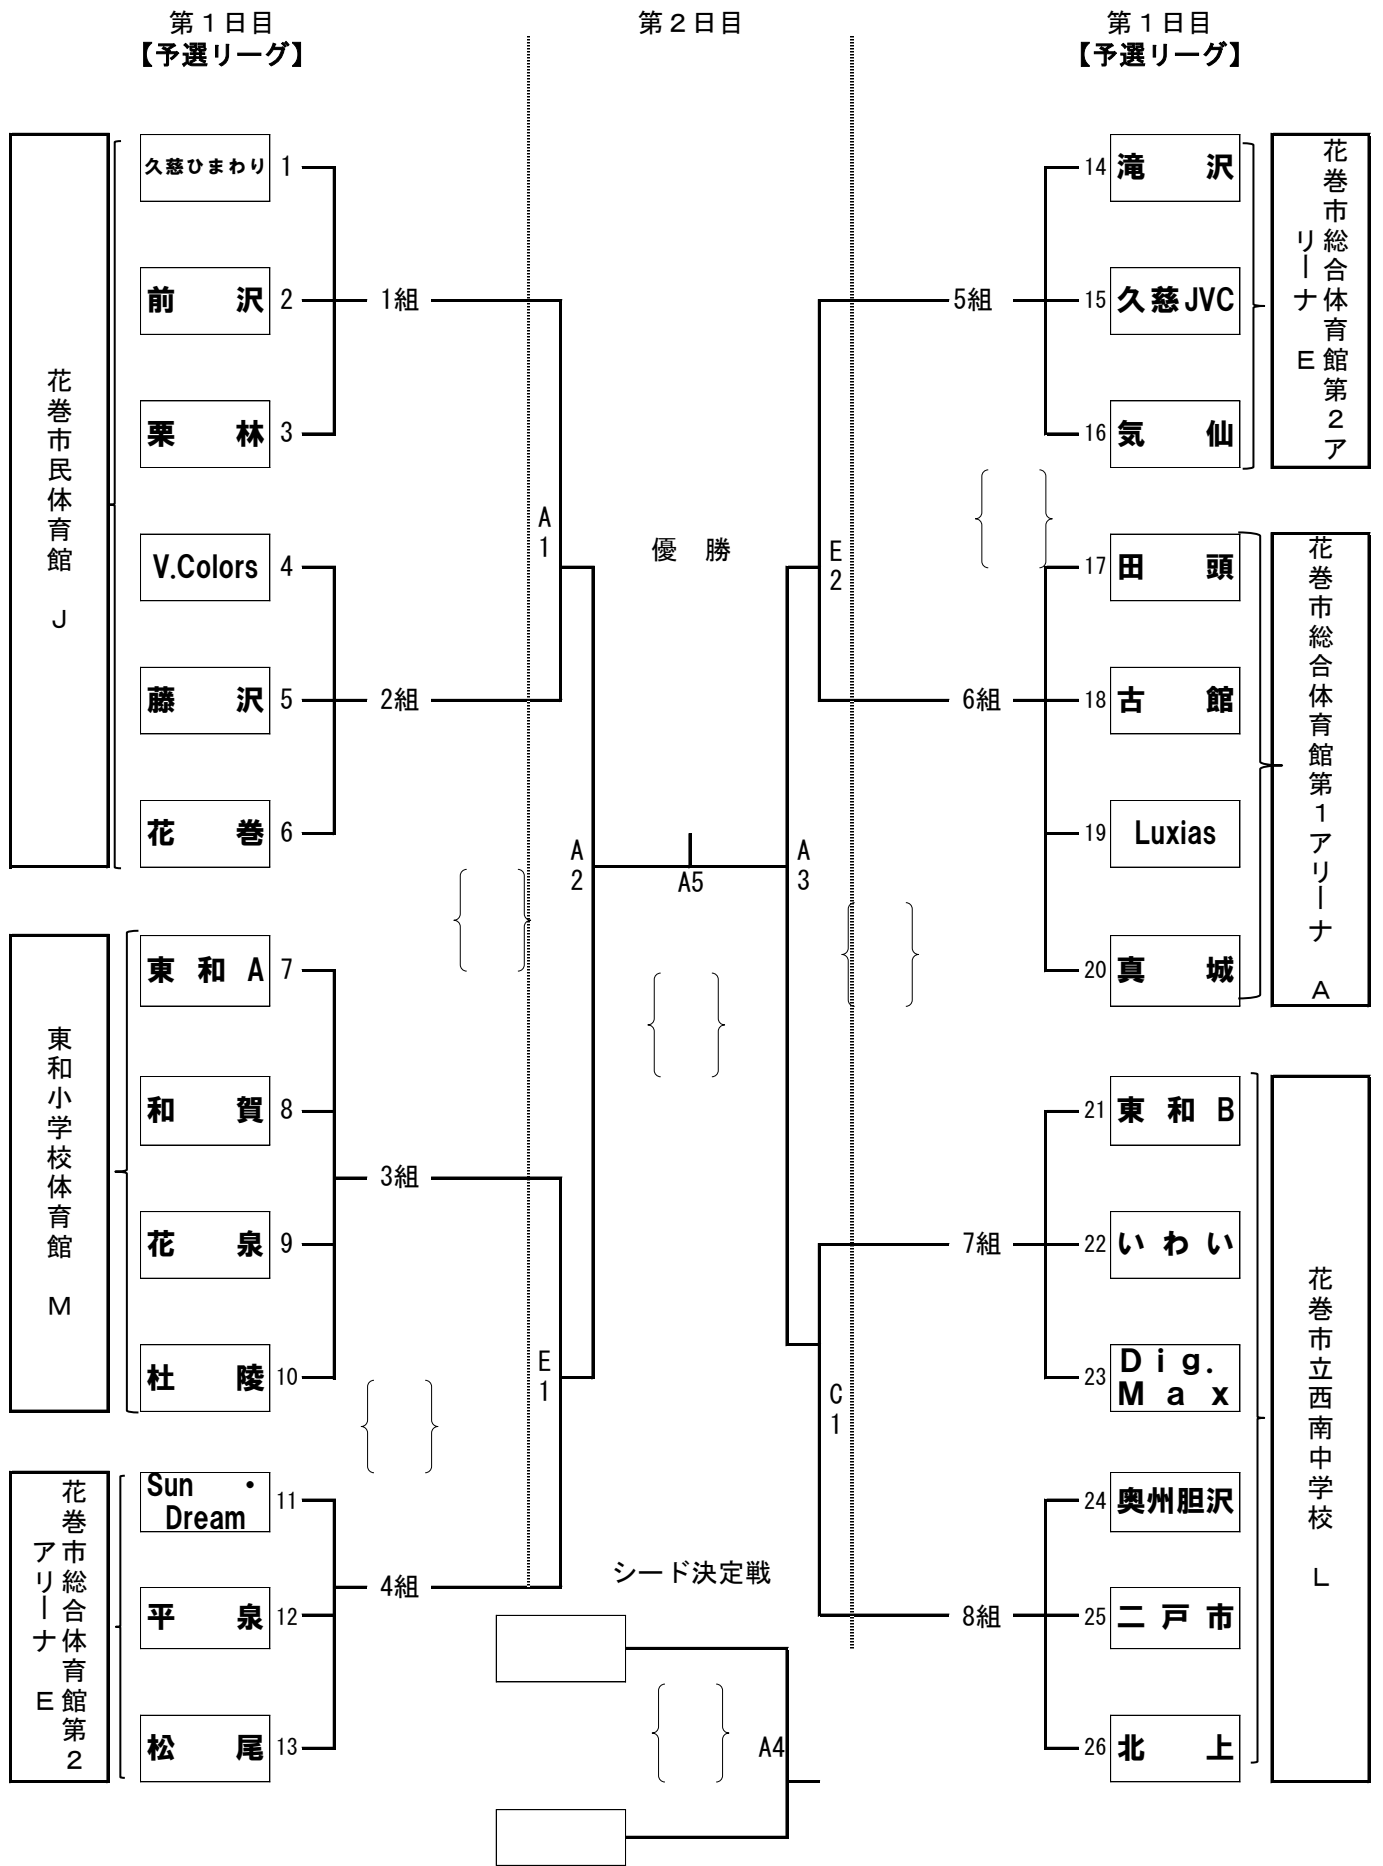 第１日目
【予選リーグ】
第２日目
第１日目
【予選リーグ】
花巻市民体育館　Ｊ
久慈ひまわり 1
前沢 2
栗林 3
1組
V.Colors 4
藤沢 5
花巻 6
2組
東和小学校体育館　Ｍ
東和A 7
和賀 8
花泉 9
杜陵 10
3組
花巻市総合体育館第２
アリーナ　Ｅ
Sun・
Dream
11
平泉 12
松尾 13
4組
A1
A2
E1
優　勝
A5
E2
A3
C1
シード決定戦
A4
5組
14 滝沢
15 久慈JVC
16 気仙
花巻市総合体育館第２ア
リーナ　Ｅ
6組
17 田頭
18 古館
19 Luxias
20 真城
花巻市総合体育館第１アリーナ　Ａ
7組
21 東和B
22 いわい
23
Ｄｉｇ.
Ｍａｘ
8組
24 奥州胆沢
25 二戸市
26 北上
花巻市立西南中学校　Ｌ